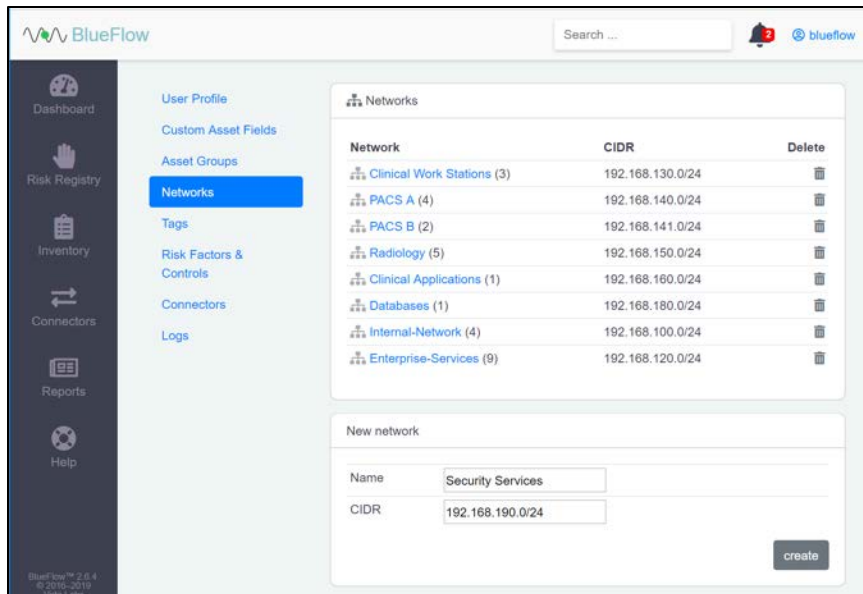 BlueFlow
Search ...
2
blueflow
Dashboard
Risk Registry
Inventory
Connectors
Reports
Help
BlueFlow™ 2.6.4
© 2016-2019
User Profile
Custom Asset Fields
Asset Groups
Networks
Tags
Risk Factors &
Controls
Connectors
Logs
Networks
Network CIDR Delete
Clinical Work Stations (3) 192.168.130.0/24
PACS A (4) 192.168.140.0/24
PACS B (2) 192.168.141.0/24
Radiology (5) 192.168.150.0/24
Clinical Applications (1) 192.168.160.0/24
Databases (1) 192.168.180.0/24
Internal-Network (4) 192.168.100.0/24
Enterprise-Services (9) 192.168.120.0/24
New network
Name Security Services
CIDR 192.168.190.0/24
create